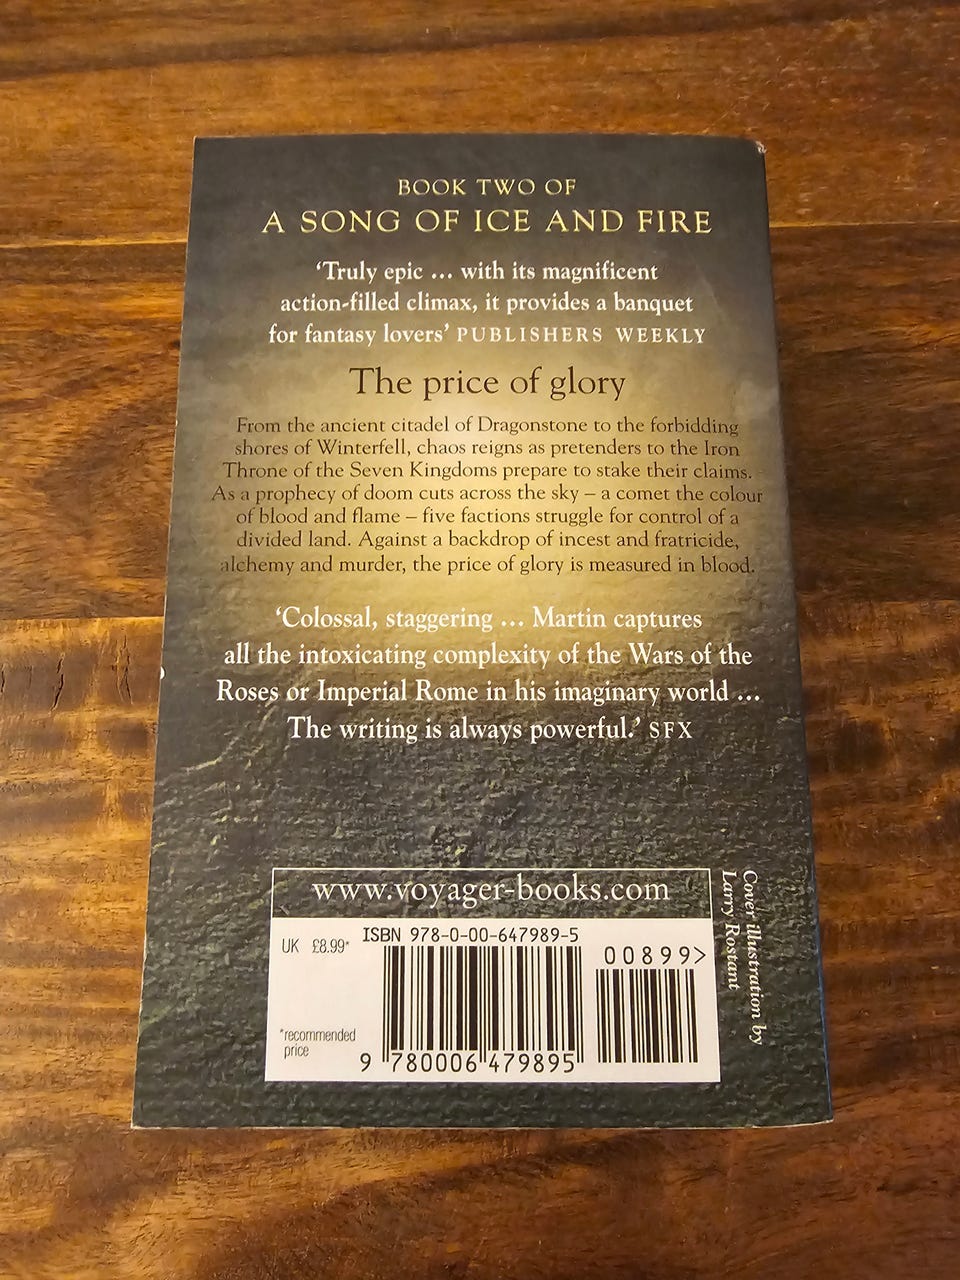 BOOK TWO OF
A SONG OF ICE AND FIRE
‘Truly epic ... with its magnificent
action-filled climax, it provides a banquet
for fantasy lovers’ PUBLISHERS WEEKLY
The price of glory
From the ancient citadel of Dragonstone to the forbidding
shores of Winterfell, chaos reigns as pretenders to the Iron
Throne of the Seven Kingdoms prepare to stake their claims.
As a prophecy of doom cuts across the sky – a comet the colour
of blood and flame – five factions struggle for control of a
divided land. Against a backdrop of incest and fratricide,
alchemy and murder, the price of glory is measured in blood.
‘Colossal, staggering ... Martin captures
all the intoxicating complexity of the Wars of the
Roses or Imperial Rome in his imaginary world ...
The writing is always powerful.’ SFX
www.voyager-books.com
ISBN 978-0-00-647989-5
UK £8.99*
00899>
*recommended
price
9 780006 479895
Cover illustration by
Larry Rostant